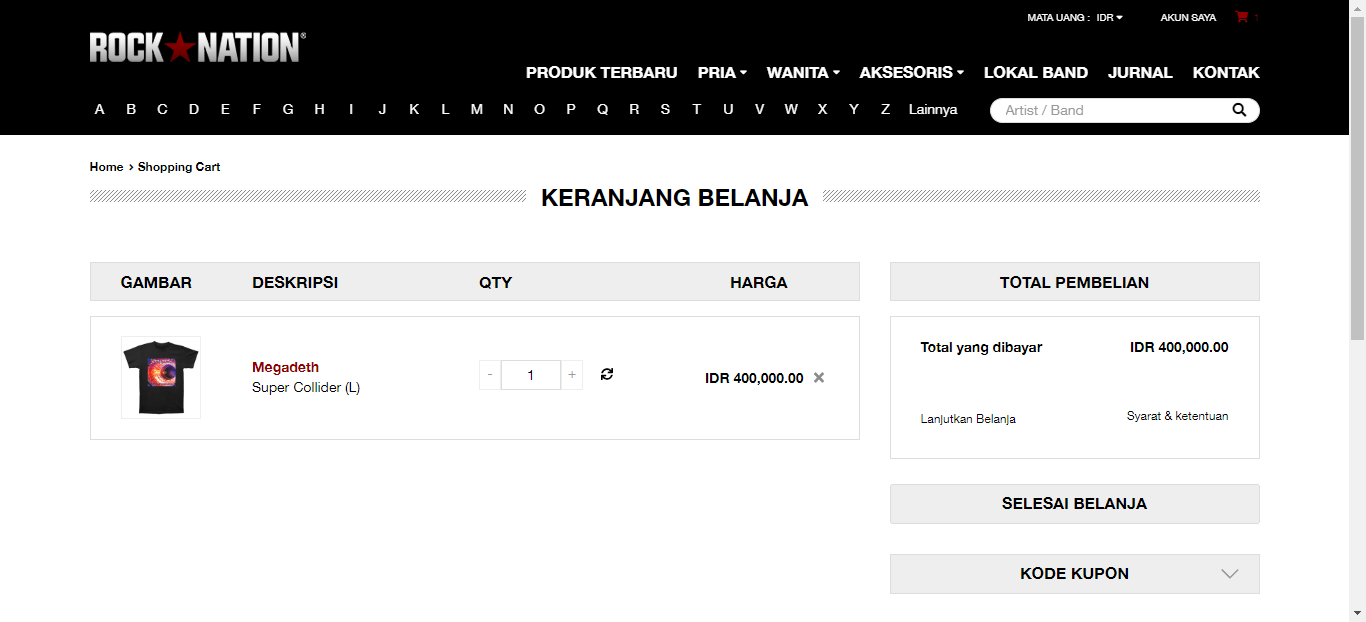 MATA UANG : IDR AKUN SAYA 1
ROCK★NATION®
PRODUK TERBARU PRIA WANITA AKSESORIS LOKAL BAND JURNAL KONTAK
A B C D E F G H I J K L M N O P Q R S T U V W X Y Z Lainnya Artist / Band
Home › Shopping Cart
KERANJANG BELANJA
GAMBAR DESKRIPSI QTY HARGA
Megadeth
Super Collider (L)
- 1 +
IDR 400,000.00
TOTAL PEMBELIAN
Total yang dibayar IDR 400,000.00
Lanjutkan Belanja Syarat & ketentuan
SELESAI BELANJA
KODE KUPON